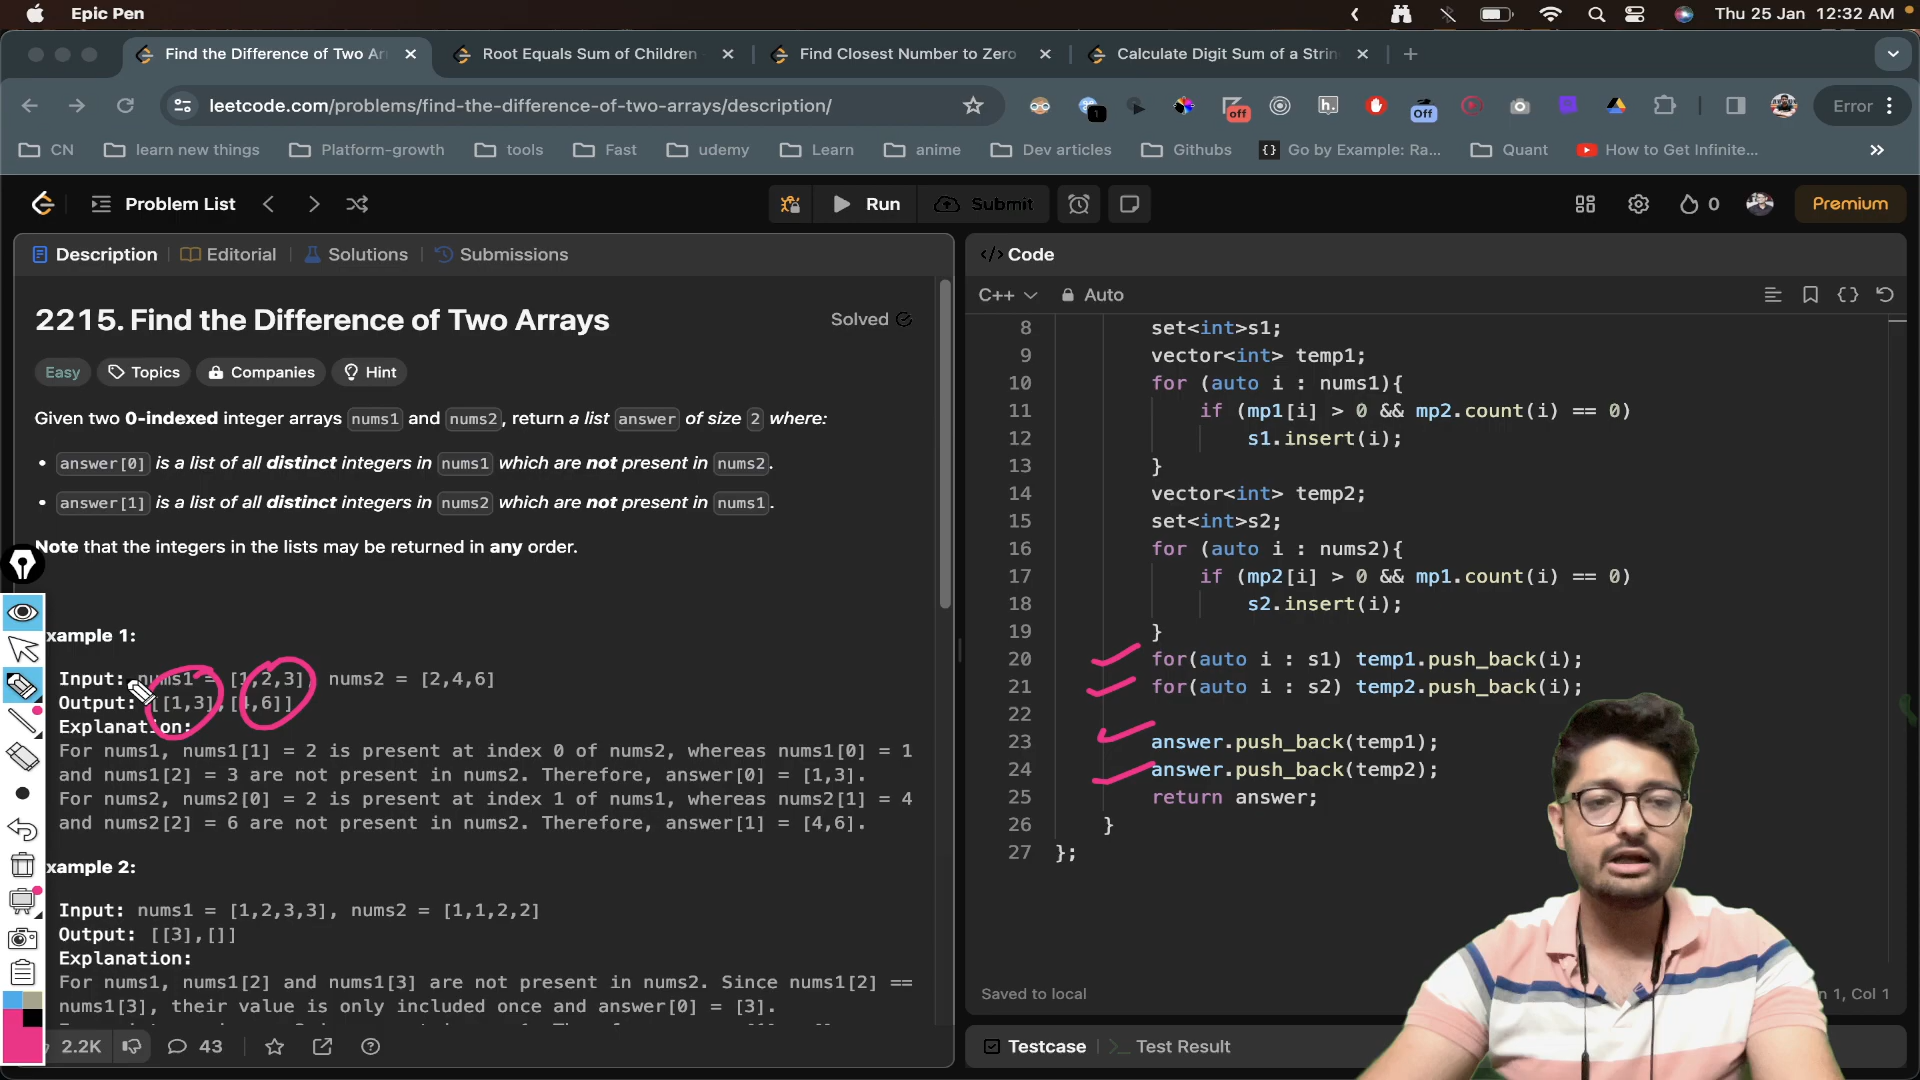 Epic Pen
Thu 25 Jan 12:32 AM
Find the Difference of Two Ar
Root Equals Sum of Children
Find Closest Number to Zero
Calculate Digit Sum of a Strin
leetcode.com/problems/find-the-difference-of-two-arrays/description/
1
off
h.
Off
Error
CN
learn new things
Platform-growth
tools
Fast
udemy
Learn
anime
Dev articles
Githubs
Go by Example: Ra...
Quant
How to Get Infinite...
Problem List
Run
Submit
0
Premium
Description
Editorial
Solutions
Submissions
2215. Find the Difference of Two Arrays
Solved
Easy
Topics
Companies
Hint
Given two 0-indexed integer arrays nums1 and nums2, return a list answer of size 2 where:
• answer[0] is a list of all distinct integers in nums1 which are not present in nums2.
• answer[1] is a list of all distinct integers in nums2 which are not present in nums1.
Note that the integers in the lists may be returned in any order.
xample 1:
Input: nums1 = [1,2,3], nums2 = [2,4,6]
Output: [[1,3],[4,6]]
Explanation:
For nums1, nums1[1] = 2 is present at index 0 of nums2, whereas nums1[0] = 1
and nums1[2] = 3 are not present in nums2. Therefore, answer[0] = [1,3].
For nums2, nums2[0] = 2 is present at index 1 of nums1, whereas nums2[1] = 4
and nums2[2] = 6 are not present in nums2. Therefore, answer[1] = [4,6].
xample 2:
Input: nums1 = [1,2,3,3], nums2 = [1,1,2,2]
Output: [[3],[]]
Explanation:
For nums1, nums1[2] and nums1[3] are not present in nums2. Since nums1[2] ==
nums1[3], their value is only included once and answer[0] = [3].
2.2K
43
</> Code
C++
Auto
8 set<int>s1;
9 vector<int> temp1;
10 for (auto i : nums1){
11 if (mp1[i] > 0 && mp2.count(i) == 0)
12 s1.insert(i);
13 }
14 vector<int> temp2;
15 set<int>s2;
16 for (auto i : nums2){
17 if (mp2[i] > 0 && mp1.count(i) == 0)
18 s2.insert(i);
19 }
20 for(auto i : s1) temp1.push_back(i);
21 for(auto i : s2) temp2.push_back(i);
22
23 answer.push_back(temp1);
24 answer.push_back(temp2);
25 return answer;
26 }
27 };
Saved to local
n 1, Col 1
Testcase
Test Result